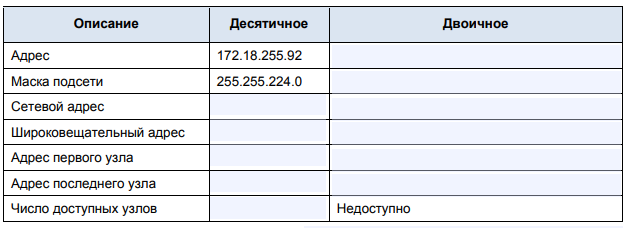 Описание Десятичное Двоичное
Адрес 172.18.255.92
Маска подсети 255.255.224.0
Сетевой адрес
Широковещательный адрес
Адрес первого узла
Адрес последнего узла
Число доступных узлов Недоступно